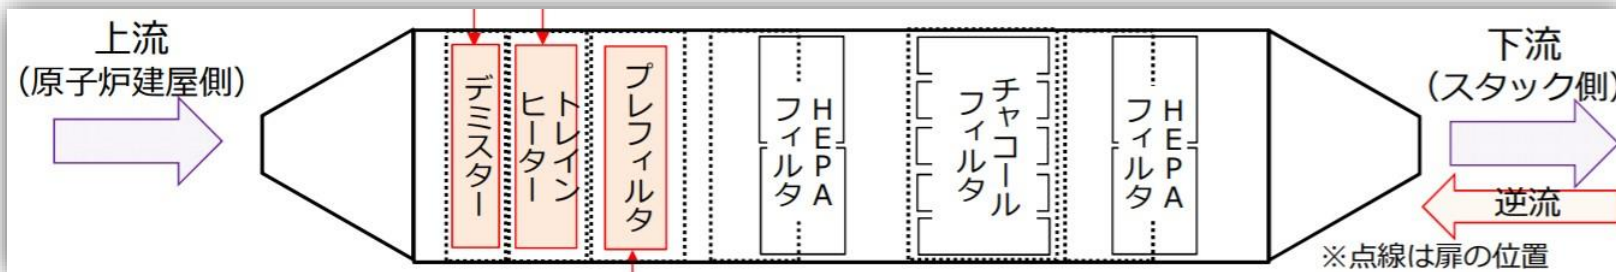 上流
（原子炉建屋側）
デミスター
トレイン
ヒーター
プレフィルタ
HEPA
フィルタ
チャコール
フィルタ
HEPA
フィルタ
下流
（スタック側）
逆流
※点線は扉の位置